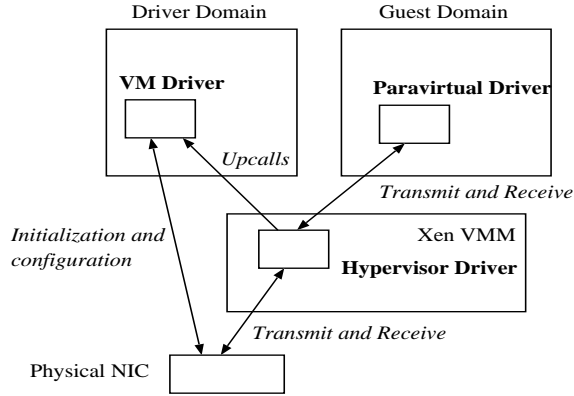 Driver Domain
Guest Domain
VM Driver
Paravirtual Driver
Upcalls
Transmit and Receive
Initialization and
configuration
Xen VMM
Hypervisor Driver
Transmit and Receive
Physical NIC